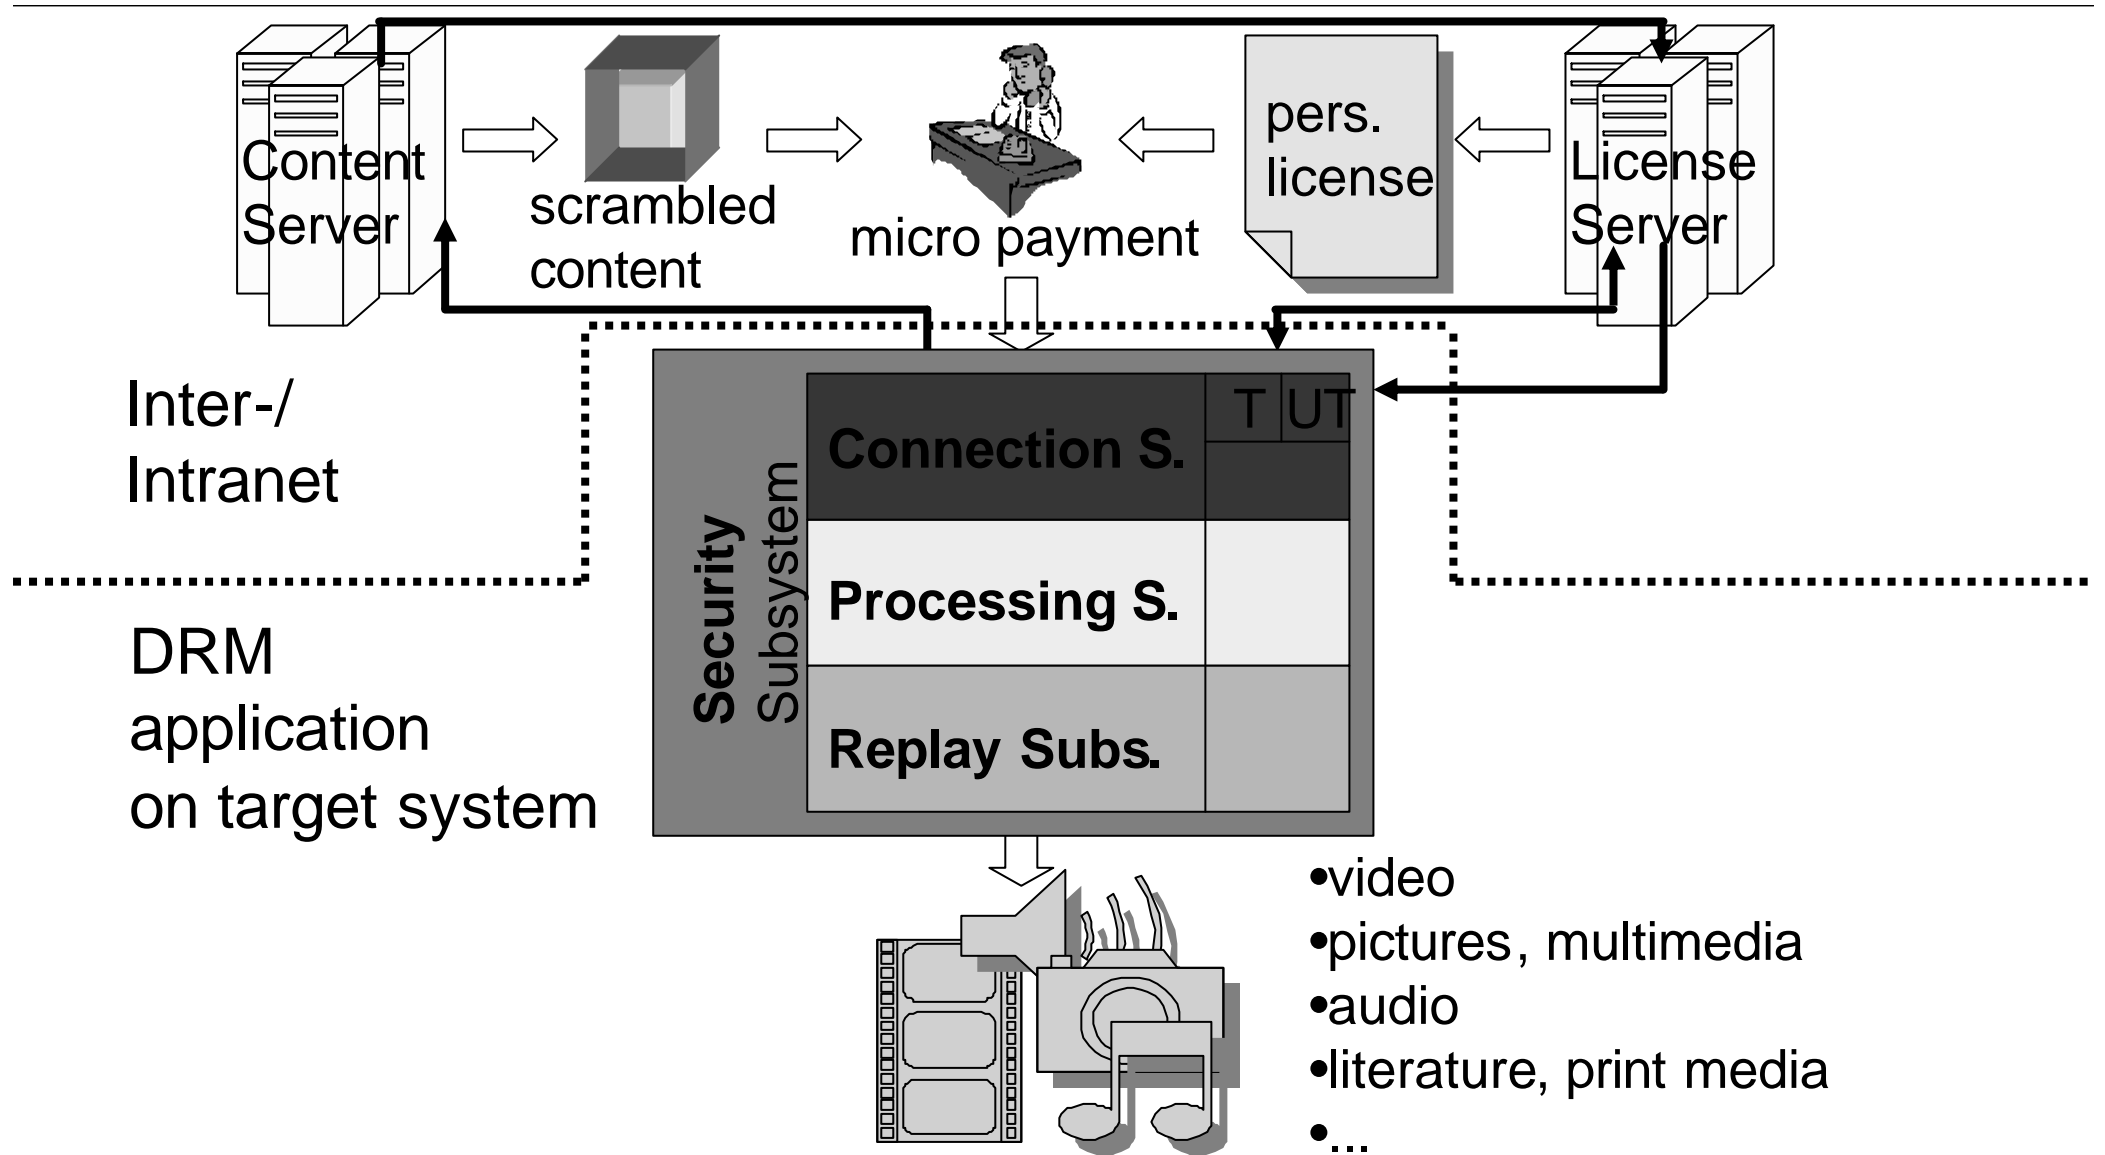 Content
Server
scrambled
content
micro payment
pers.
license
License
Server
Inter-/
Intranet
T UT
Connection S.
Security
Subsystem
Processing S.
Replay Subs.
DRM
application
on target system
•video
•pictures, multimedia
•audio
•literature, print media
•...